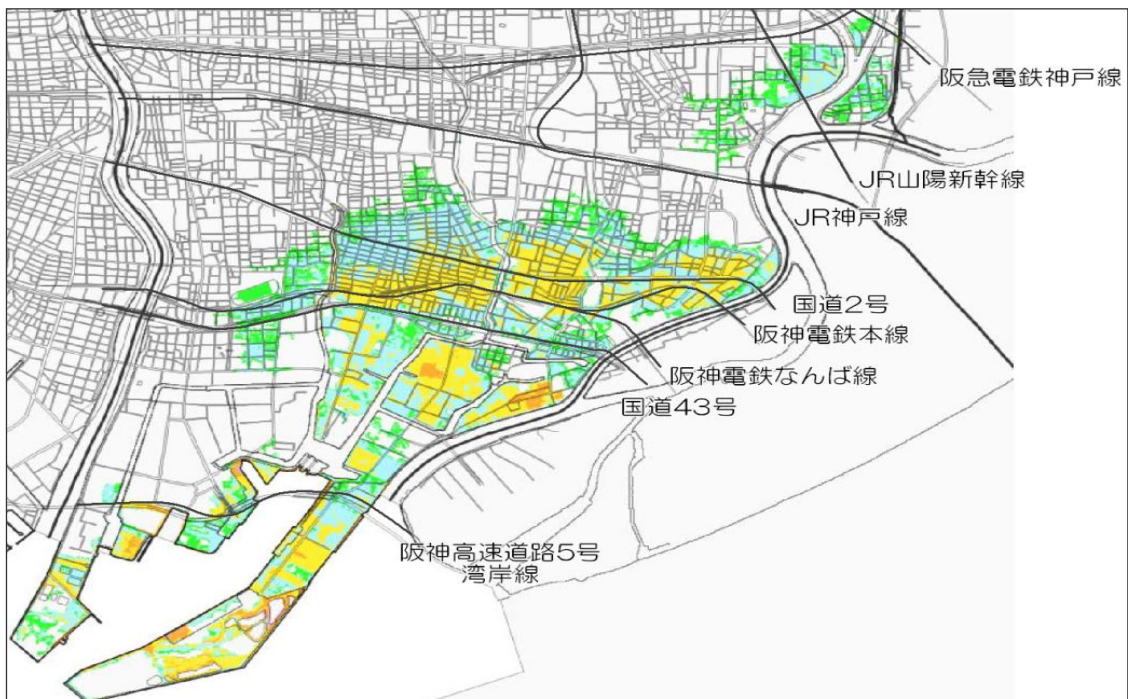 阪急電鉄神戸線
JR山陽新幹線
JR神戸線
国道2号
阪神電鉄本線
阪神電鉄なんば線
国道43号
阪神高速道路5号
湾岸線